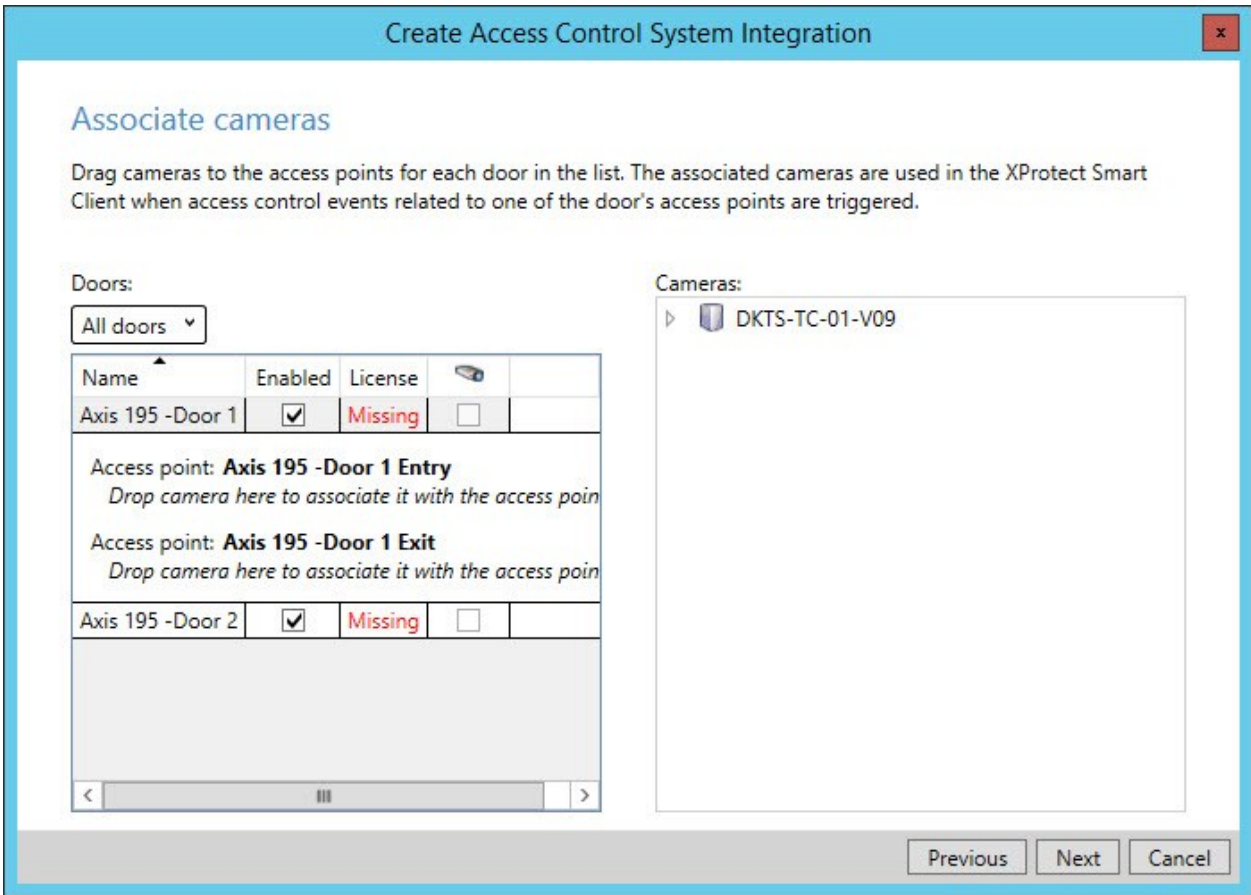 Create Access Control System Integration
x
Associate cameras
Drag cameras to the access points for each door in the list. The associated cameras are used in the XProtect Smart
Client when access control events related to one of the door's access points are triggered.
Doors:
All doors
Name Enabled License
Axis 195 -Door 1 Missing
Access point: Axis 195 -Door 1 Entry
Drop camera here to associate it with the access poin
Access point: Axis 195 -Door 1 Exit
Drop camera here to associate it with the access poin
Axis 195 -Door 2 Missing
Cameras:
DKTS-TC-01-V09
Previous Next Cancel